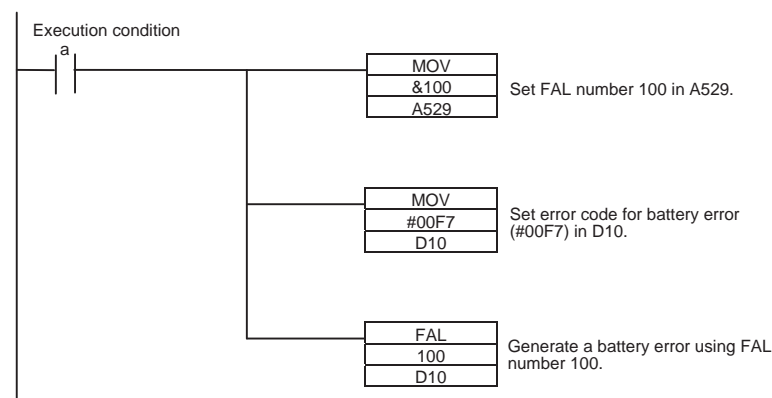 Execution condition
a
MOV
&100
A529
Set FAL number 100 in A529.
MOV
#00F7
D10
Set error code for battery error
(#00F7) in D10.
FAL
100
D10
Generate a battery error using FAL
number 100.